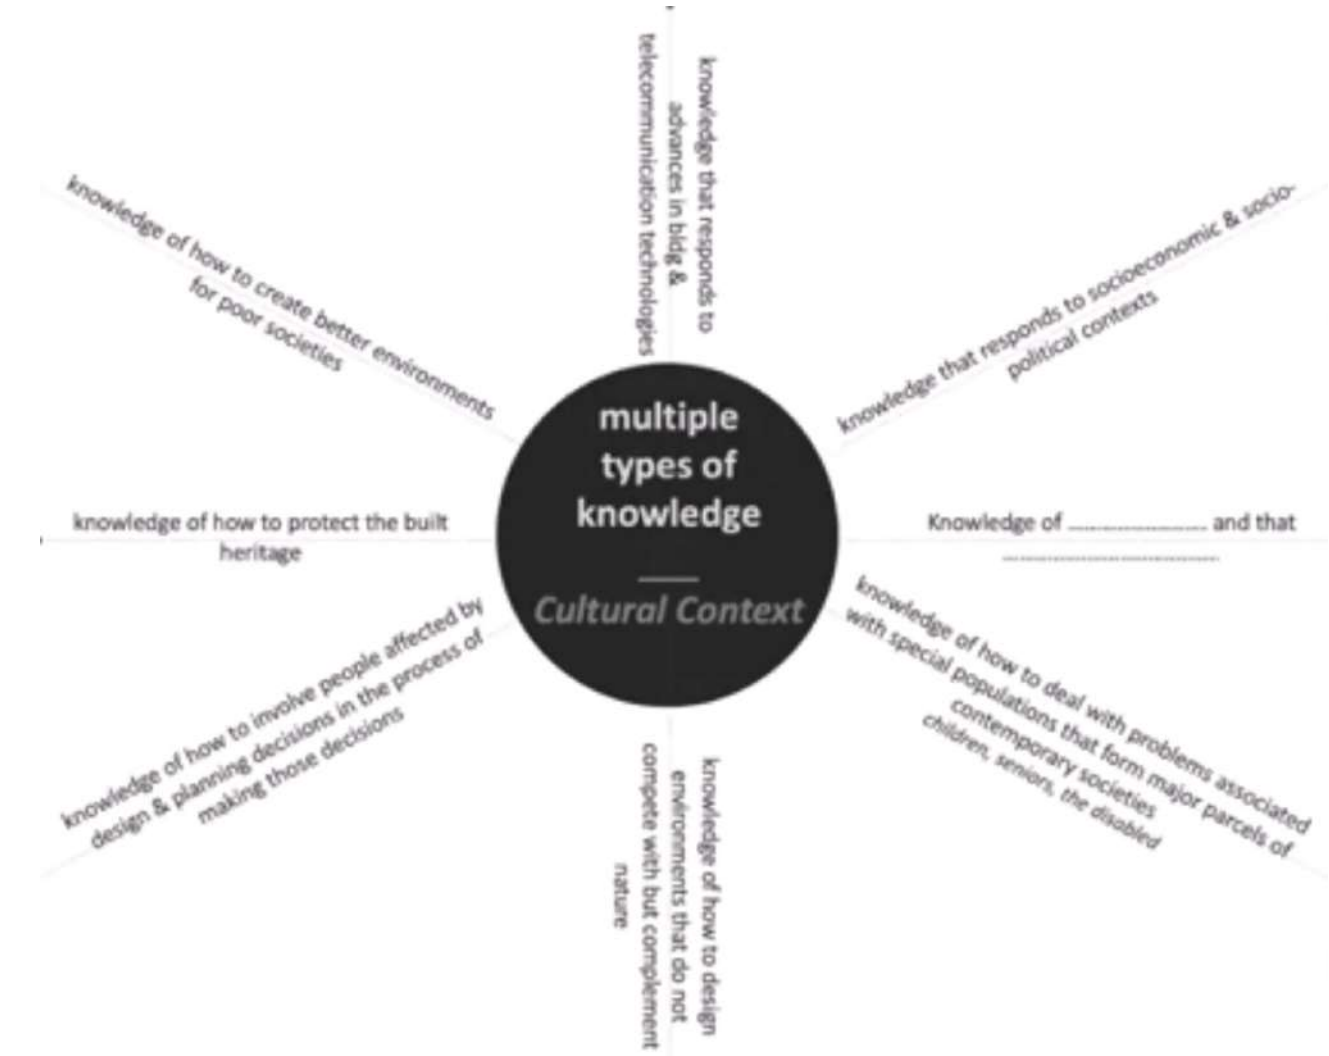 knowledge that responds to
advances in bldg &
telecommunication technologies
knowledge that responds to socioeconomic & socio-
political contexts
Knowledge of ........................... and that
..........................................
knowledge of how to deal with problems associated
with special populations that form major parcels of
contemporary societies
children, seniors, the disabled
knowledge of how to design
environments that do not
compete with but complement
nature
knowledge of how to involve people affected by
design & planning decisions in the process of
making those decisions
knowledge of how to protect the built
heritage
knowledge of how to create better environments
for poor societies
multiple
types of
knowledge
Cultural Context